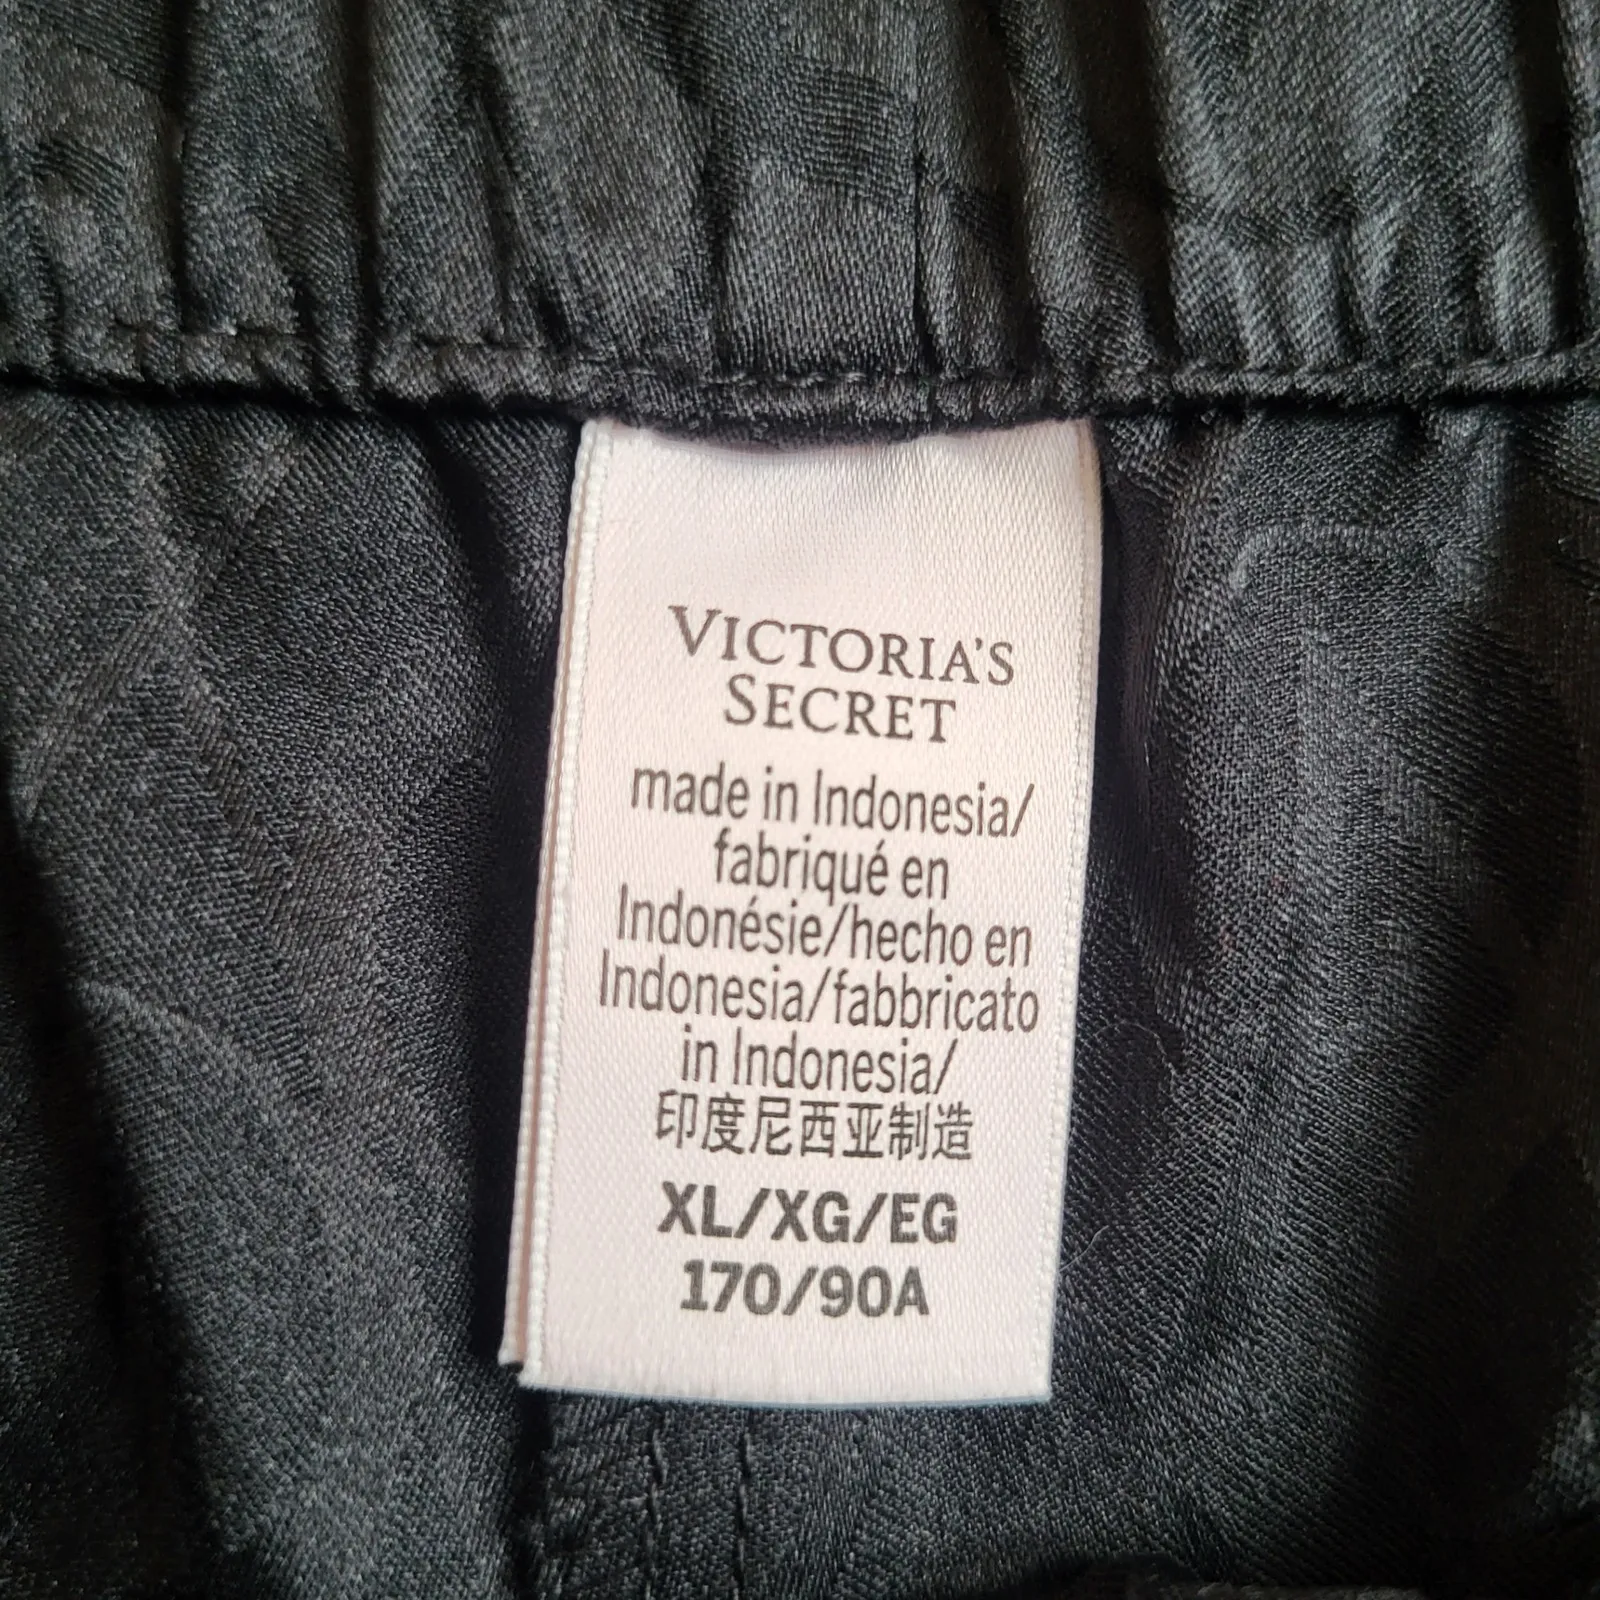 VICTORIA'S
SECRET
made in Indonesia/
fabriqué en
Indonésie/hecho en
Indonesia/fabbricato
in Indonesia/
印度尼西亚制造
XL/XG/EG
170/90A